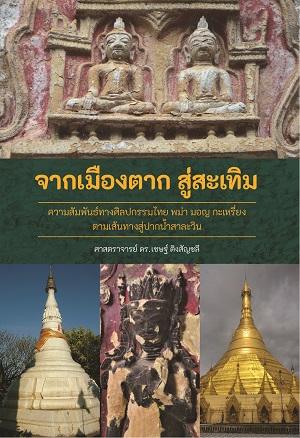 จากเมืองตาก สู่สะเทิม
ความสัมพันธ์ทางศิลปกรรมไทย พม่า มอญ กะเหรี่ยง
ตามเส้นทางสู่ปากน้ำสาละวิน
ศาสตราจารย์ ดร.เชษฐ์ ติงสัญชลี